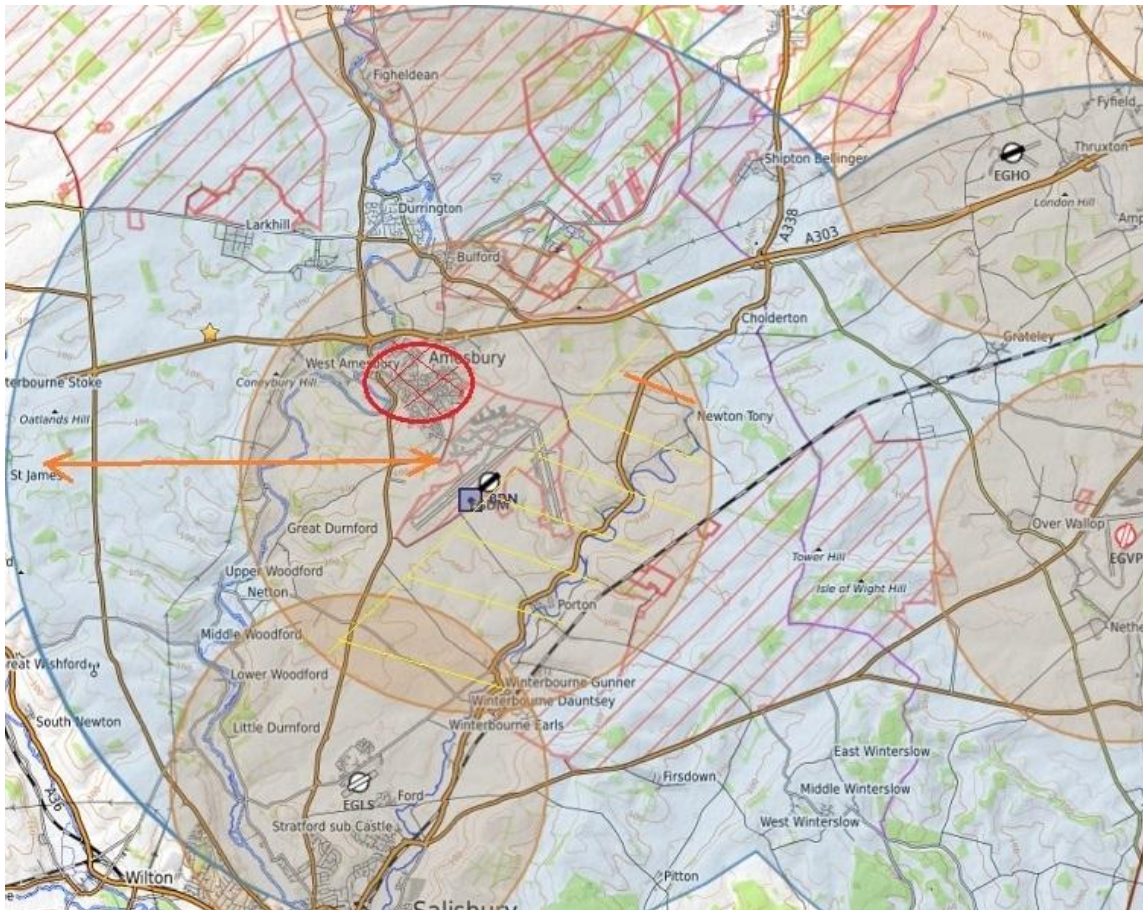 Figheldean
Fyfield
Thruxton
EGHO
Shipton Bellinger
London Hill
Durrington
Larkhill
A338
A303
Bulford
Cholderton
Grateley
West Amesbury
Amesbury
Coneybury Hill
terbourne Stoke
Oatlands Hill
Newton Tony
St James
Great Durnford
Over Wallop
EGVP
Tower Hill
Upper Woodford
Isle of Wight Hill
Netton
Porton
Nethe
Middle Woodford
reat Wishford
Lower Woodford
Winterbourne Gunner
Winterbourne Dauntsey
South Newton
Little Durnford
Winterbourne Earls
East Winterslow
Firsdown
EGLS
Ford
Middle Winterslow
A36
Stratford sub Castle
West Winterslow
Wilton
Pitton
Salisbury